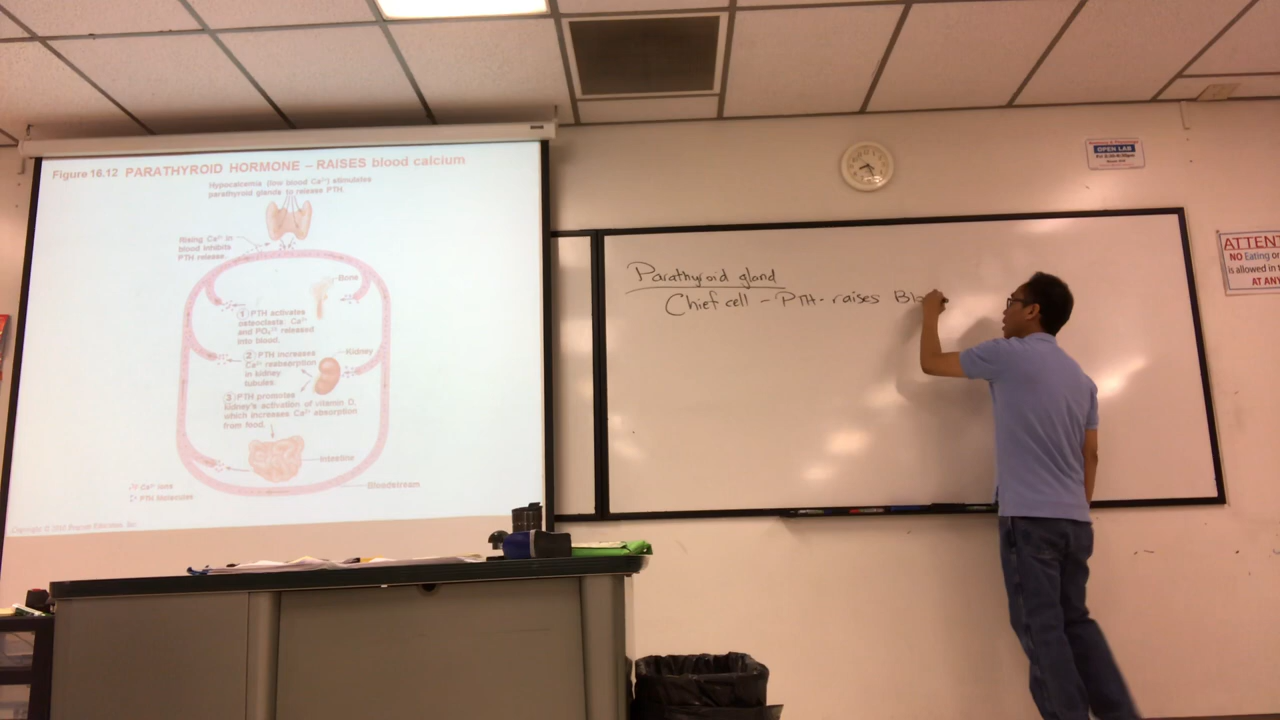 Figure 16.12 PARATHYROID HORMONE – RAISES blood calcium
Hypocalcemia (low blood Ca²⁺) stimulates
parathyroid glands to release PTH.
Rising Ca²⁺ in
blood inhibits
PTH release.
Bone
1 PTH activates
osteoclasts: Ca²⁺
and PO₄³⁻ released
into blood.
2 PTH increases
Ca²⁺ reabsorption
in kidney
tubules.
Kidney
3 PTH promotes
kidney's activation of vitamin D,
which increases Ca²⁺ absorption
from food.
Intestine
Ca²⁺ ions
PTH Molecules
Bloodstream
Parathyroid gland
Chief cell - PTH - raises Blo
OPEN LAB
ATTEN
NO Eating or
is allowed in
AT ANY